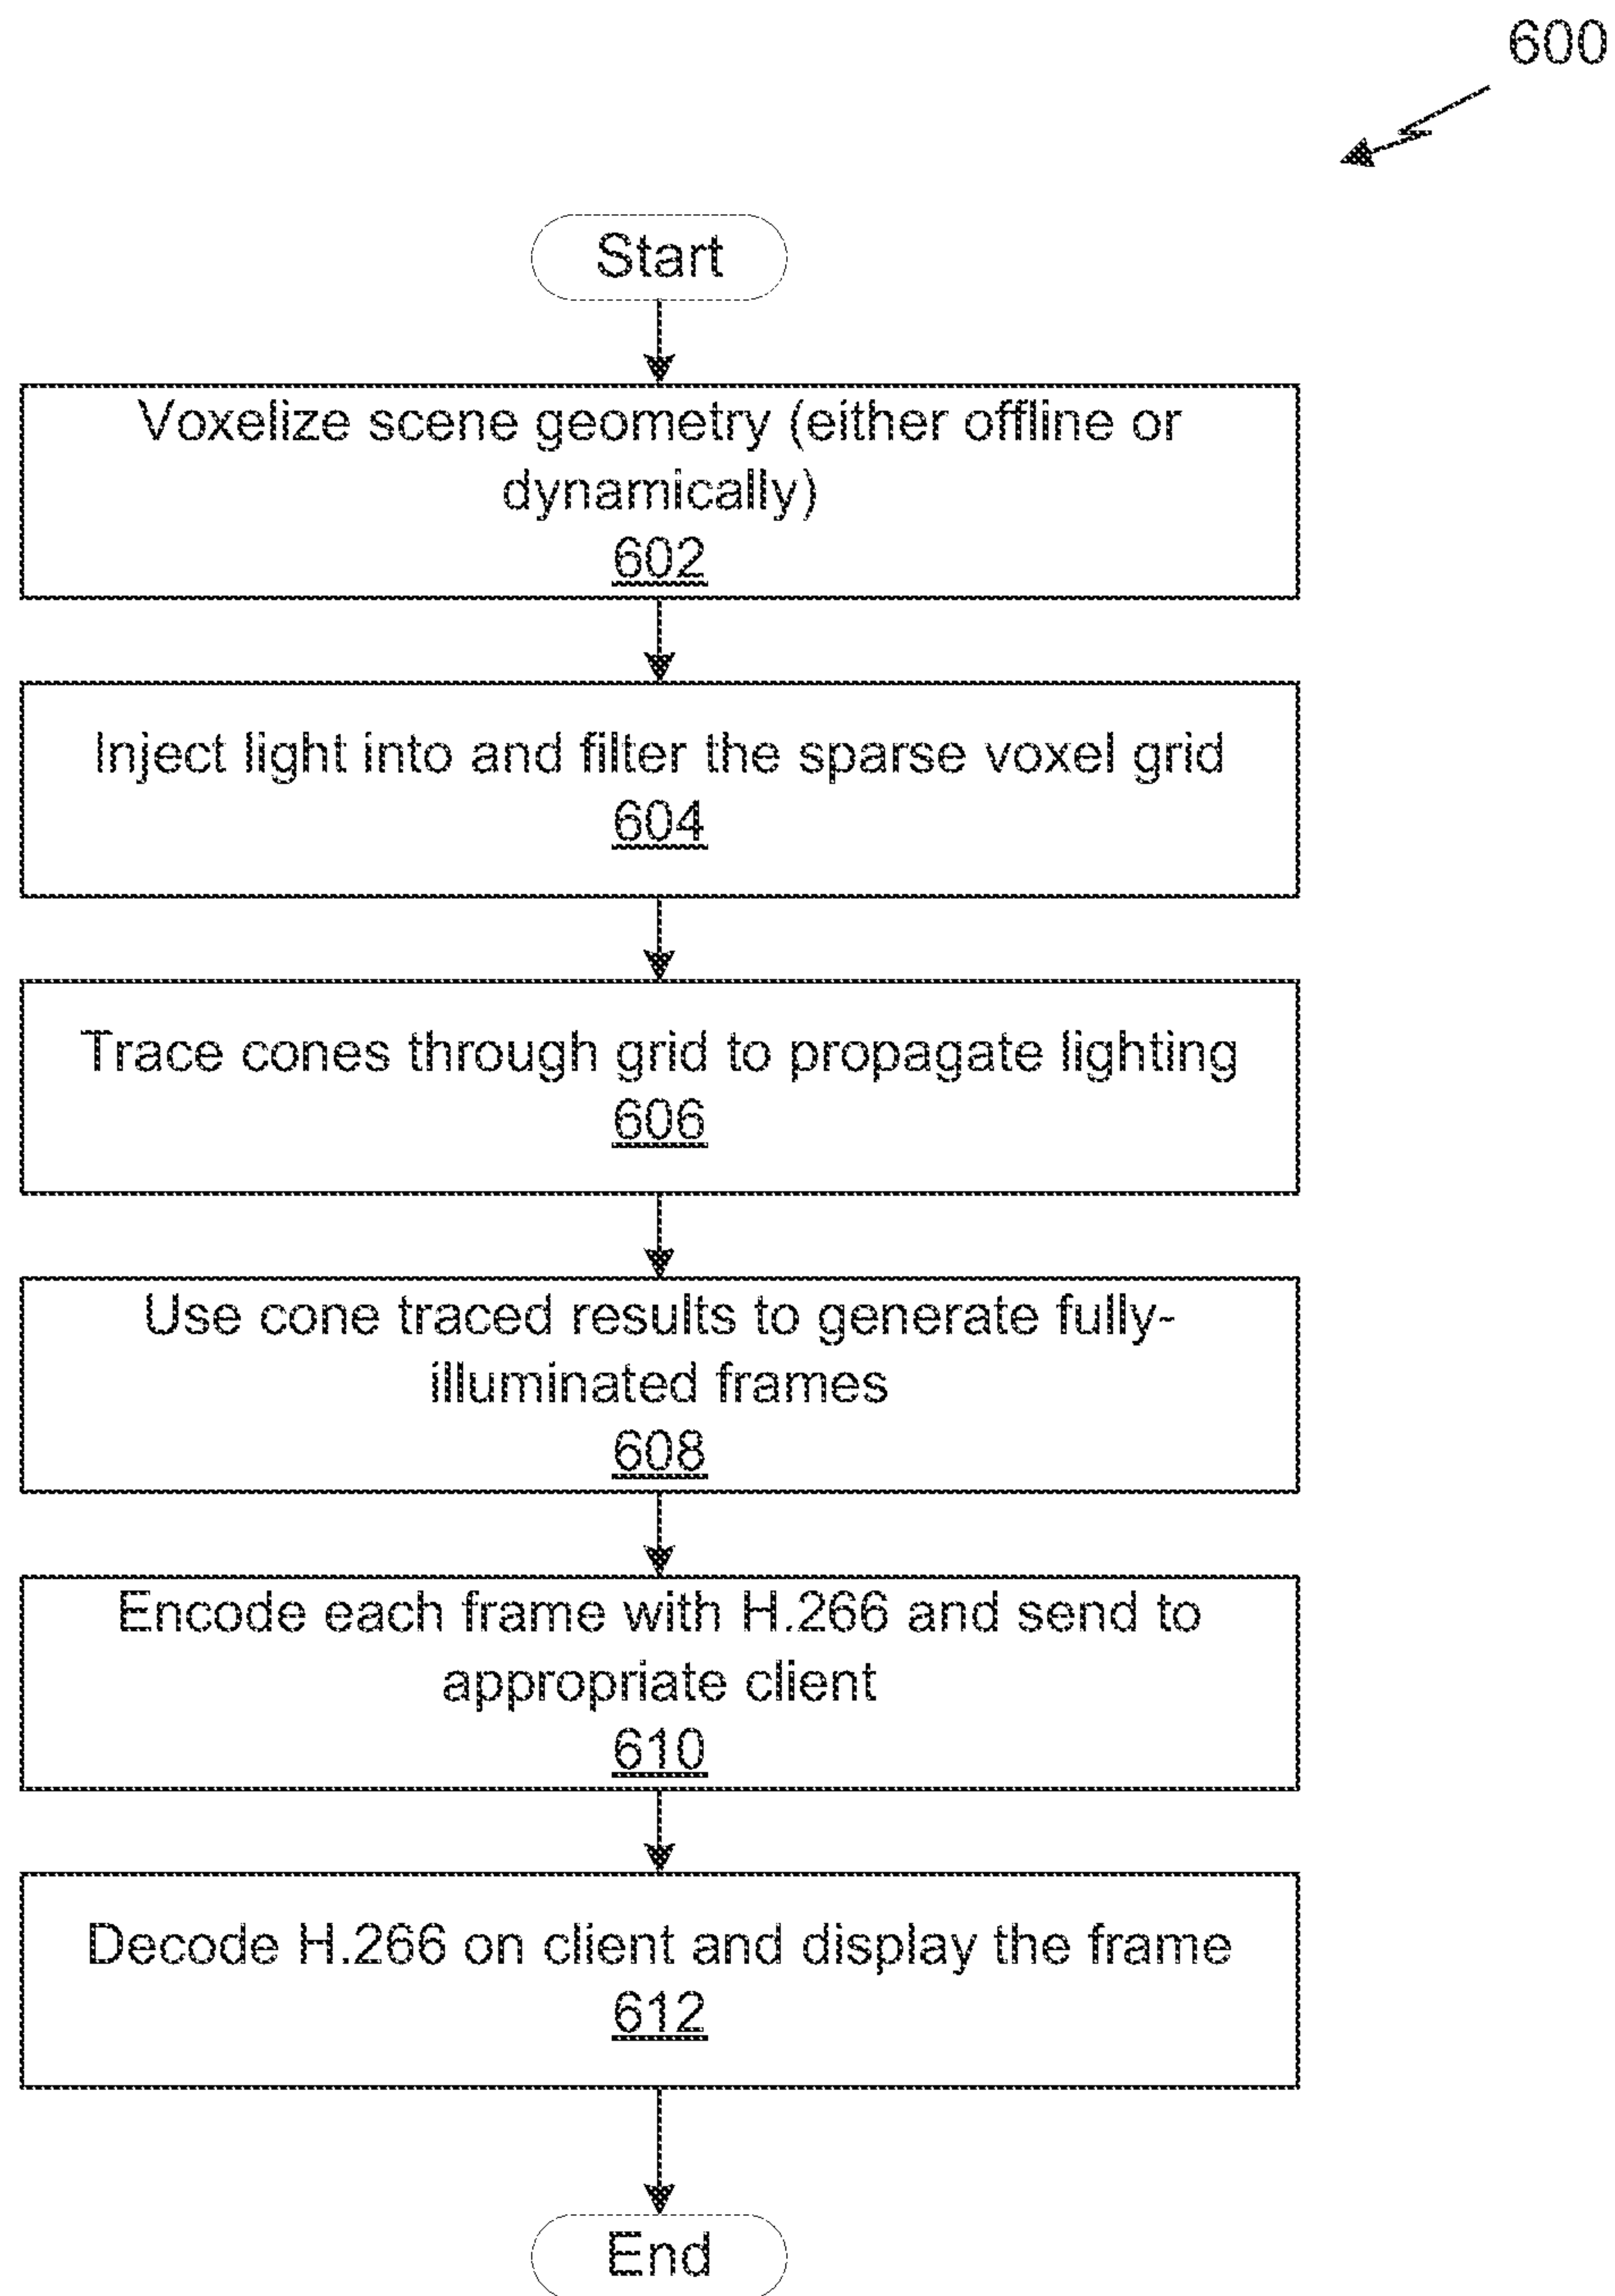 600
Start
Voxelize scene geometry (either offline or
dynamically)
602
Inject light into and filter the sparse voxel grid
604
Trace cones through grid to propagate lighting
606
Use cone traced results to generate fully-
illuminated frames
608
Encode each frame with H.266 and send to
appropriate client
610
Decode H.266 on client and display the frame
612
End